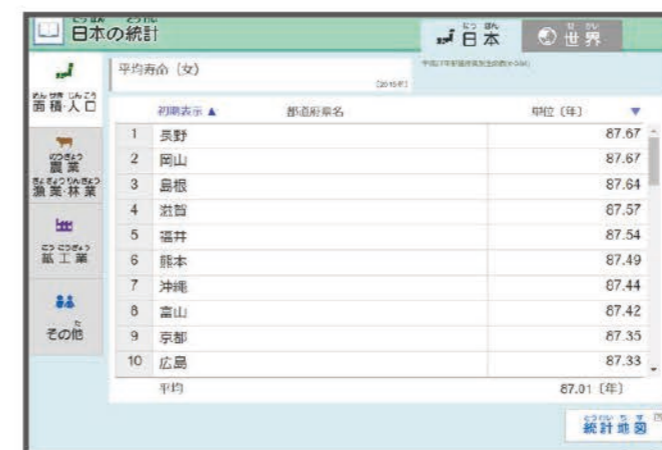 日本の統計
日本
世界
面積・人口
農業
漁業・林業
鉱工業
その他
平均寿命（女）
[2015年]
初期表示 ▲ 都道府県名 単位（年） ▼
1 長野 87.67
2 岡山 87.67
3 島根 87.64
4 滋賀 87.57
5 福井 87.54
6 熊本 87.49
7 沖縄 87.44
8 富山 87.42
9 京都 87.35
10 広島 87.33
平均 87.01（年）
統計地図